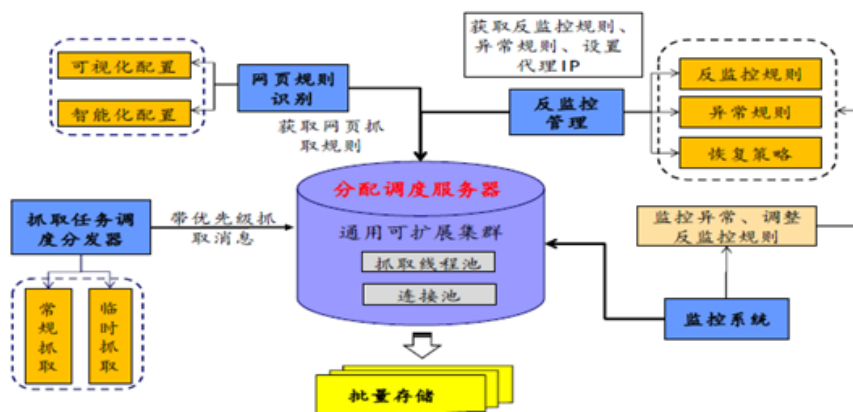 可视化配置
智能化配置
网页规则
识别
获取网页抓
取规则
获取反监控规则、
异常规则、设置
代理IP
反监控
管理
反监控规则
异常规则
恢复策略
分配调度服务器
通用可扩展集群
抓取线程池
连接池
抓取任务调
度分发器
带优先级抓
取消息
常规抓取
临时抓取
监控异常、调整
反监控规则
监控系统
批量存储